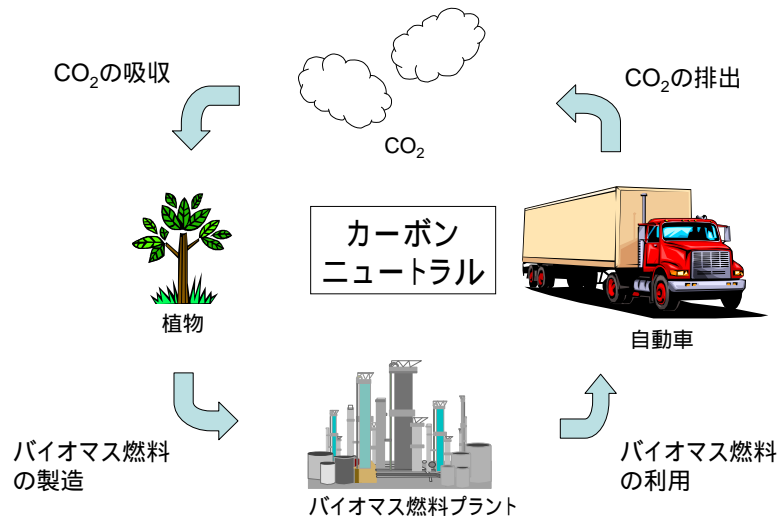 CO₂の吸収
CO₂の排出
CO₂
カーボン
ニュートラル
植物
自動車
バイオマス燃料
の製造
バイオマス燃料
の利用
バイオマス燃料プラント